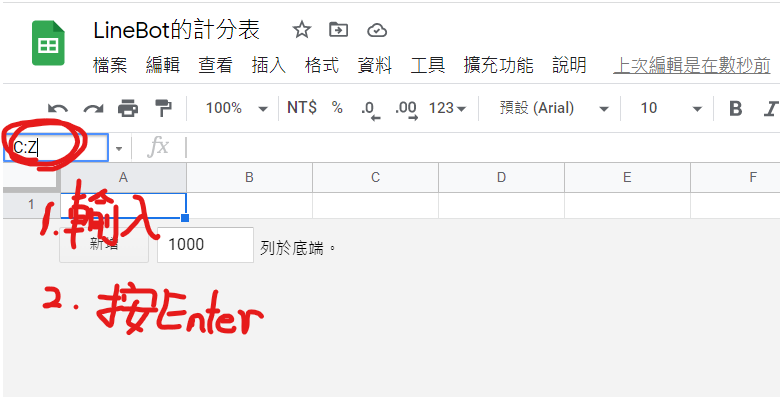 LineBot的計分表
檔案 編輯 查看 插入 格式 資料 工具 擴充功能 說明 上次編輯是在數秒前
100% NT$ % .0 .00 123 預設 (Arial) 10 B I
C:Z fx
A B C D E F
1
1.輸入
新增 1000 列於底端。
2.按Enter